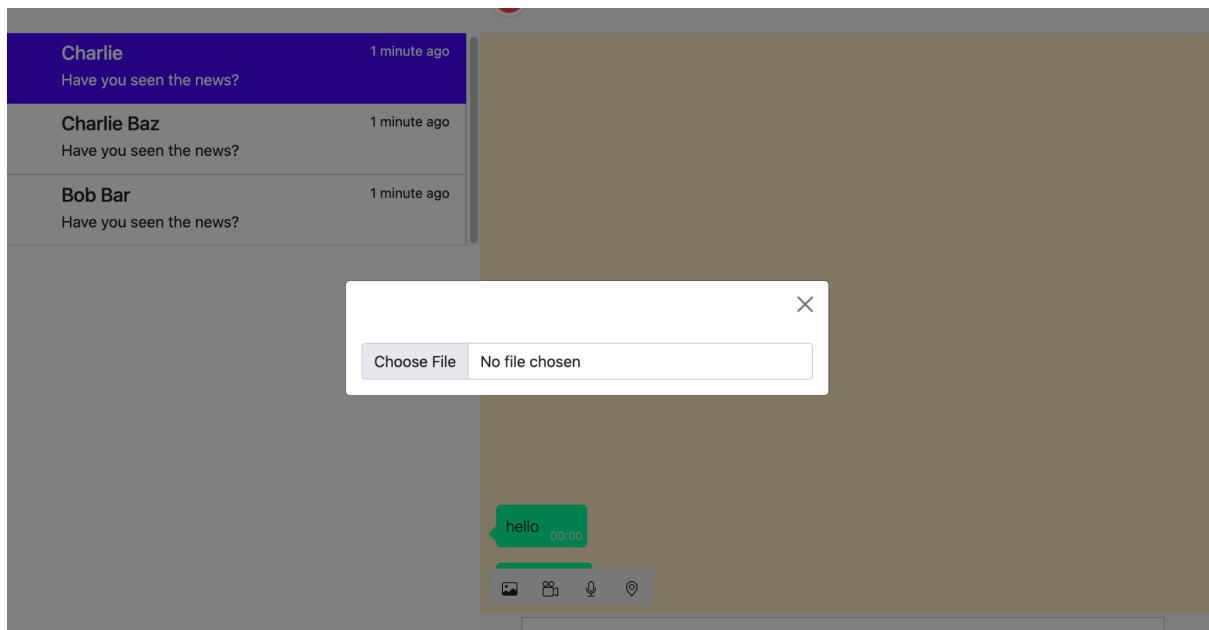 Charlie
1 minute ago
Have you seen the news?
Charlie Baz
1 minute ago
Have you seen the news?
Bob Bar
1 minute ago
Have you seen the news?
Choose File
No file chosen
hello
00:00